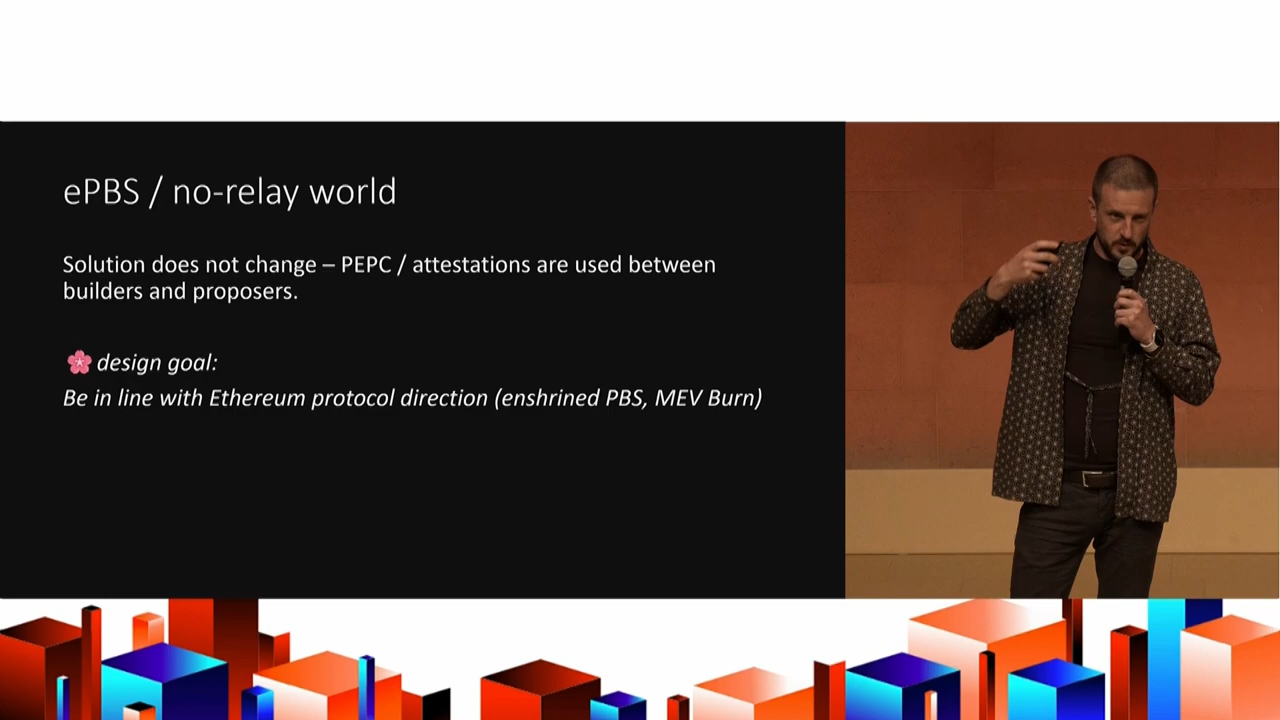 ePBS / no-relay world
Solution does not change – PEPC / attestations are used between
builders and proposers.
🌸 design goal:
Be in line with Ethereum protocol direction (enshrined PBS, MEV Burn)